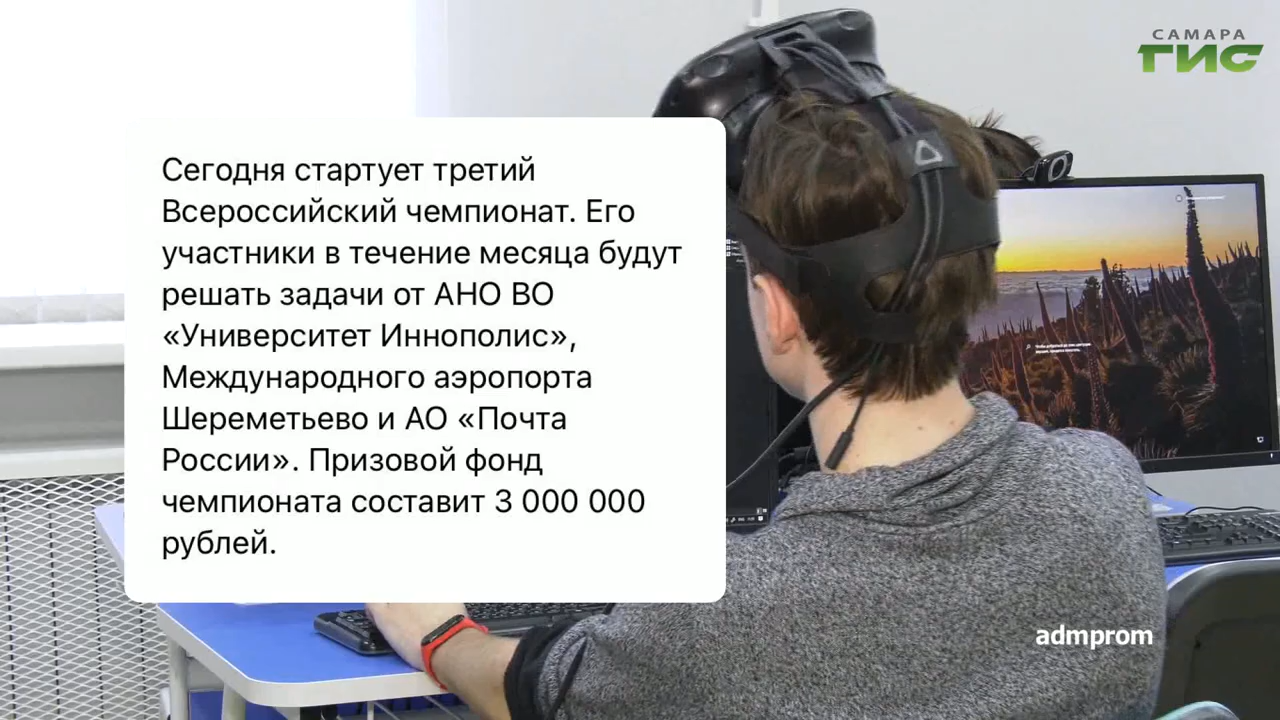 САМАРА
ГИС
Сегодня стартует третий
Всероссийский чемпионат. Его
участники в течение месяца будут
решать задачи от АНО ВО
«Университет Иннополис»,
Международного аэропорта
Шереметьево и АО «Почта
России». Призовой фонд
чемпионата составит 3 000 000
рублей.
admprom